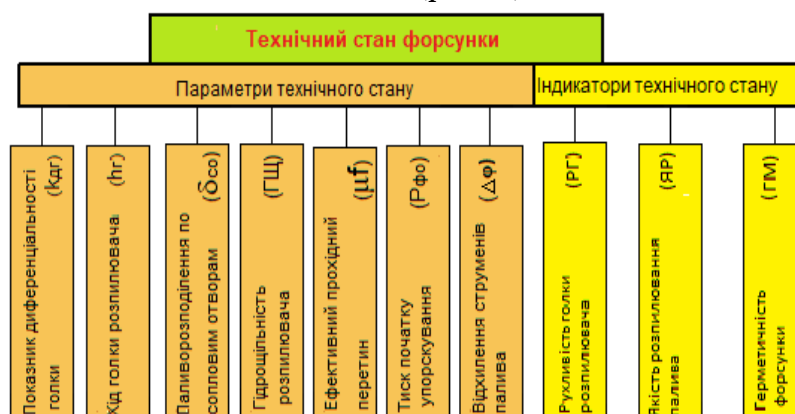 Технічний стан форсунки
Параметри технічного стану
Індикатори технічного стану
Показник диференціальності
голки
(Kдг)
Хід голки розпилювача
(hг)
Паливорозподілення по
сопловим отворам
(δсо)
Гідрощільність
розпилювача
(ГЩ)
Ефективний прохідний
перетин
(μf)
Тиск початку
упорскування
(Рфо)
Відхилення струменів
палива
(Δφ)
Рухливість голки
розпилювача
(РГ)
Якість розпилювання
палива
(ЯР)
Герметичність
форсунки
(ГМ)